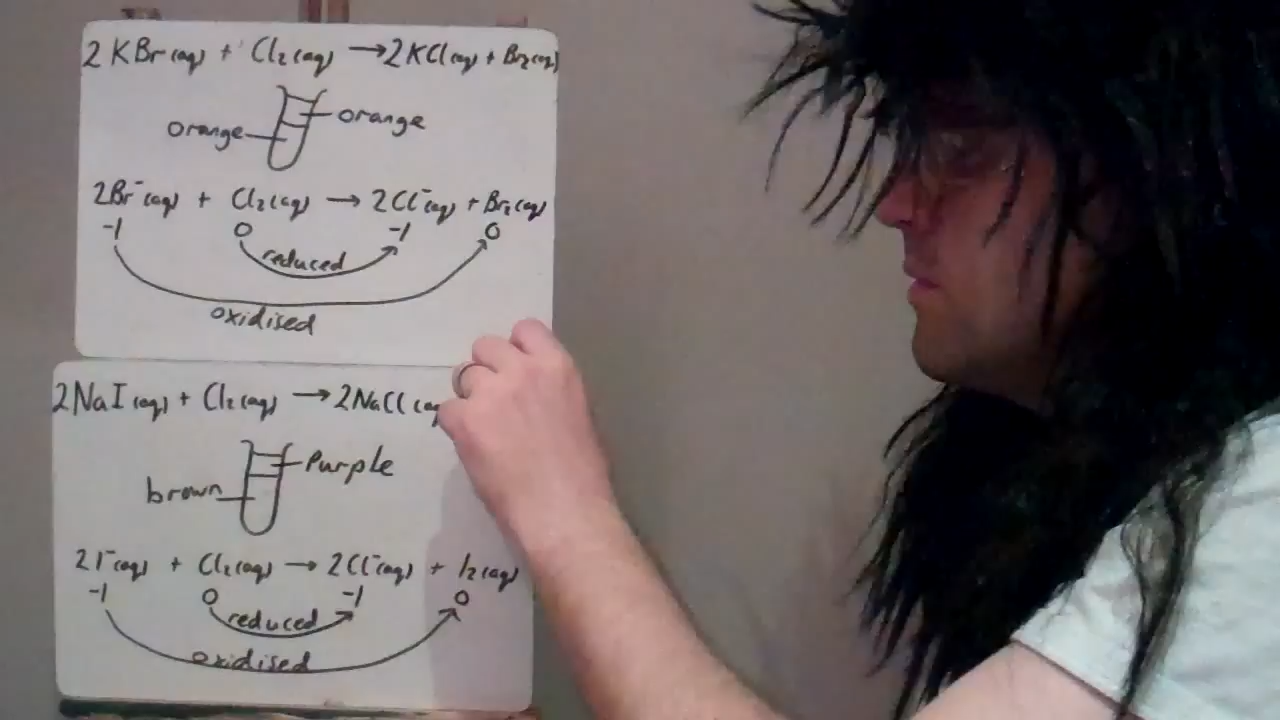 2KBr(aq) + Cl2(aq) → 2KCl(aq) + Br2(aq)
orange
orange
2Br⁻(aq) + Cl2(aq) → 2Cl⁻(aq) + Br2(aq)
-1 0 -1 0
reduced
oxidised
2NaI(aq) + Cl2(aq) → 2NaCl(aq
Purple
brown
2I⁻(aq) + Cl2(aq) → 2Cl⁻(aq) + I2(aq)
-1 0 -1 0
reduced
oxidised